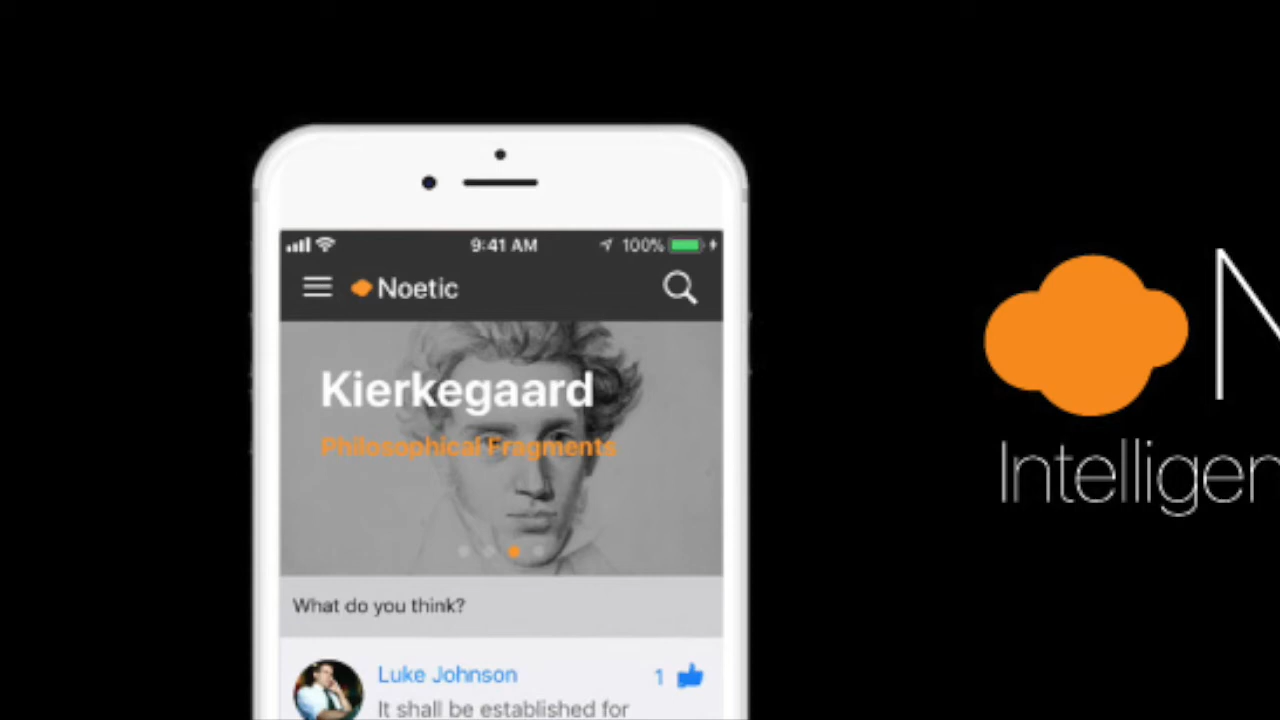 9:41 AM 100%
Noetic
Kierkegaard
Philosophical Fragments
What do you think?
Luke Johnson 1
It shall be established for
N
Intelligen